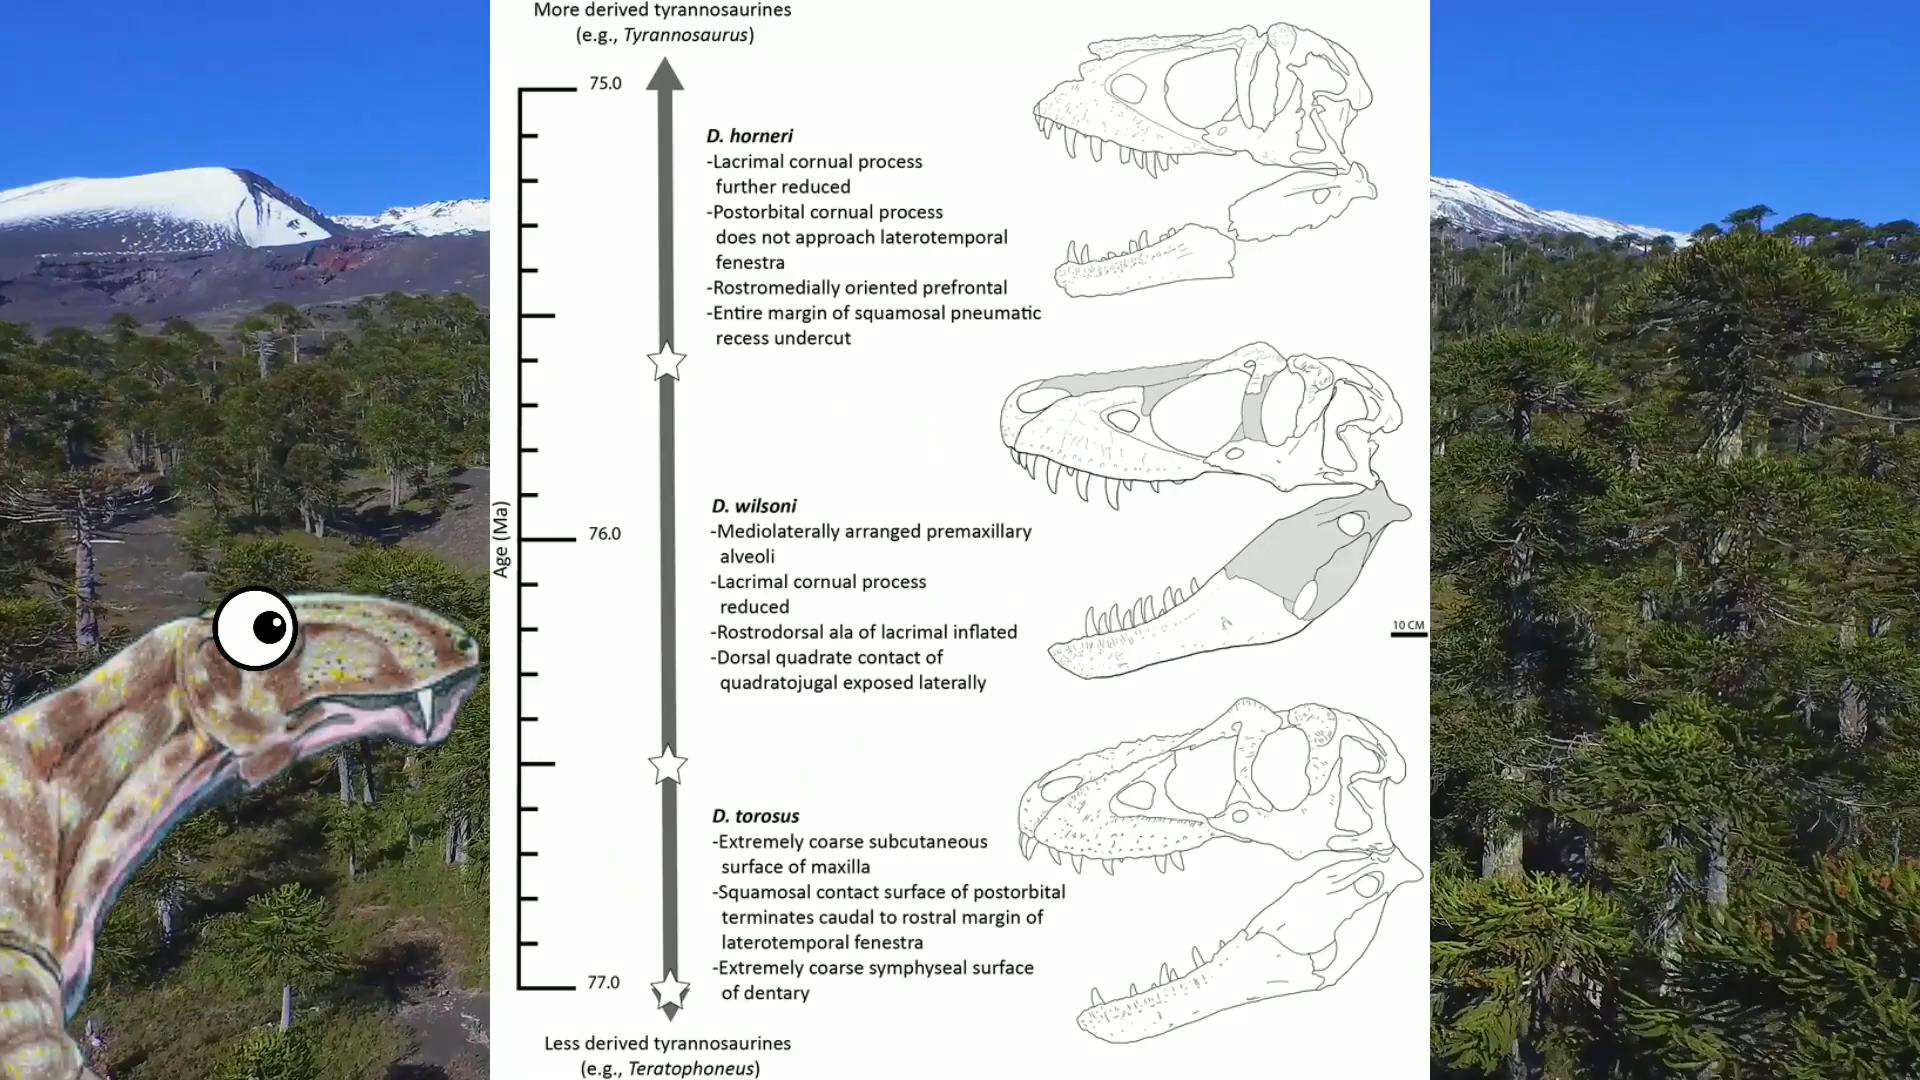 More derived tyrannosaurines
(e.g., Tyrannosaurus)
75.0
D. horneri
-Lacrimal cornual process
further reduced
-Postorbital cornual process
does not approach laterotemporal
fenestra
-Rostromedially oriented prefrontal
-Entire margin of squamosal pneumatic
recess undercut
Age (Ma)
76.0
D. wilsoni
-Mediolaterally arranged premaxillary
alveoli
-Lacrimal cornual process
reduced
-Rostrodorsal ala of lacrimal inflated
-Dorsal quadrate contact of
quadratojugal exposed laterally
10 CM
D. torosus
-Extremely coarse subcutaneous
surface of maxilla
-Squamosal contact surface of postorbital
terminates caudal to rostral margin of
laterotemporal fenestra
-Extremely coarse symphyseal surface
of dentary
77.0
Less derived tyrannosaurines
(e.g., Teratophoneus)